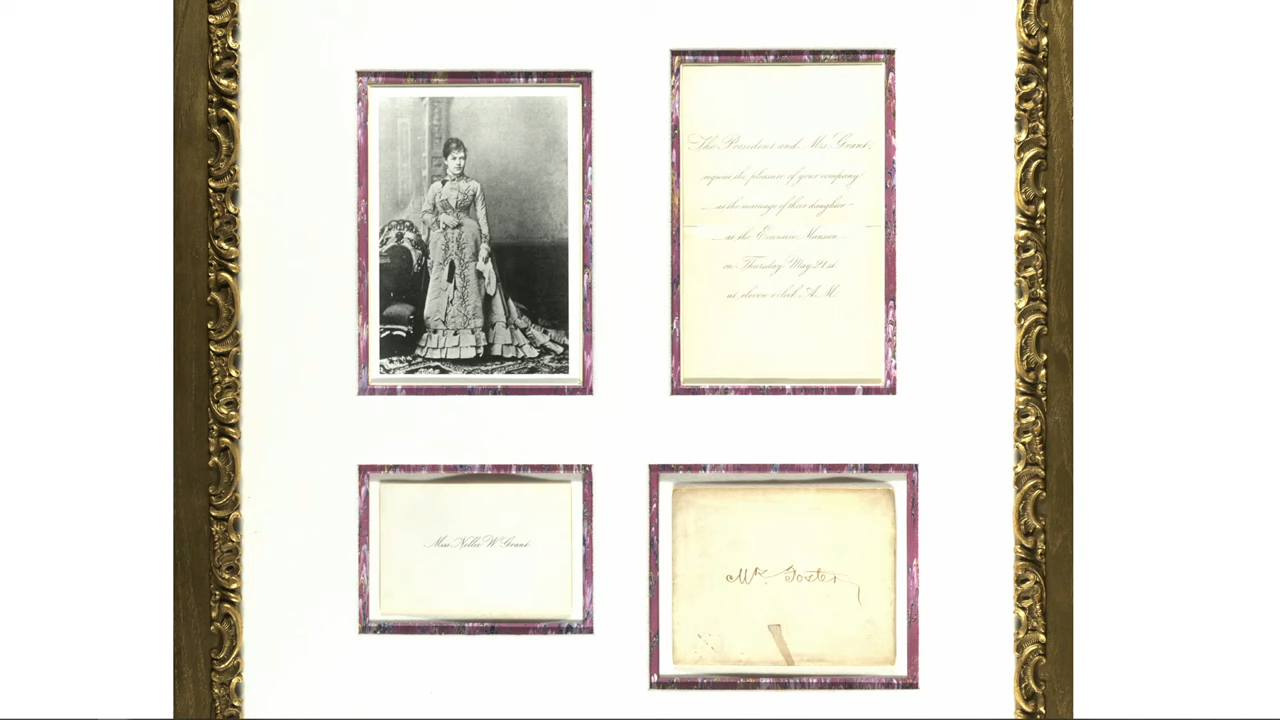 The President and Mrs. Grant,
request the pleasure of your company
at the marriage of their daughter
at the Executive Mansion
on Thursday May 21st
at eleven o'clock A.M.
Miss Nellie W. Grant.
Mr. Foster